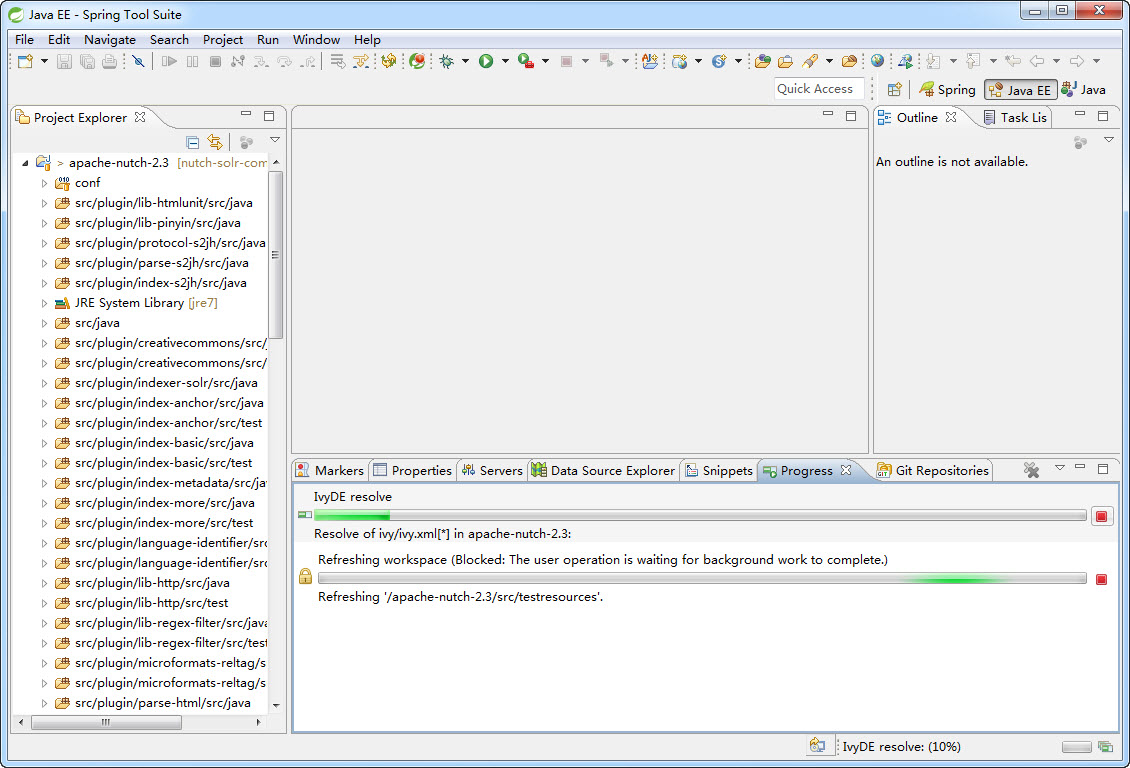 Java EE - Spring Tool Suite
File Edit Navigate Search Project Run Window Help
Quick Access
Spring
Java EE
Java
Project Explorer
> apache-nutch-2.3 [nutch-solr-com
conf
src/plugin/lib-htmlunit/src/java
src/plugin/lib-pinyin/src/java
src/plugin/protocol-s2jh/src/java
src/plugin/parse-s2jh/src/java
src/plugin/index-s2jh/src/java
JRE System Library [jre7]
src/java
src/plugin/creativecommons/src/
src/plugin/creativecommons/src/
src/plugin/indexer-solr/src/java
src/plugin/index-anchor/src/java
src/plugin/index-anchor/src/test
src/plugin/index-basic/src/java
src/plugin/index-basic/src/test
src/plugin/index-metadata/src/ja
src/plugin/index-more/src/java
src/plugin/index-more/src/test
src/plugin/language-identifier/src
src/plugin/language-identifier/src
src/plugin/lib-http/src/java
src/plugin/lib-http/src/test
src/plugin/lib-regex-filter/src/java
src/plugin/lib-regex-filter/src/test
src/plugin/microformats-reltag/s
src/plugin/microformats-reltag/s
src/plugin/parse-html/src/java
Outline
Task Lis
An outline is not available.
Markers Properties Servers Data Source Explorer Snippets Progress Git Repositories
IvyDE resolve
Resolve of ivy/ivy.xml[*] in apache-nutch-2.3:
Refreshing workspace (Blocked: The user operation is waiting for background work to complete.)
Refreshing '/apache-nutch-2.3/src/testresources'.
IvyDE resolve: (10%)